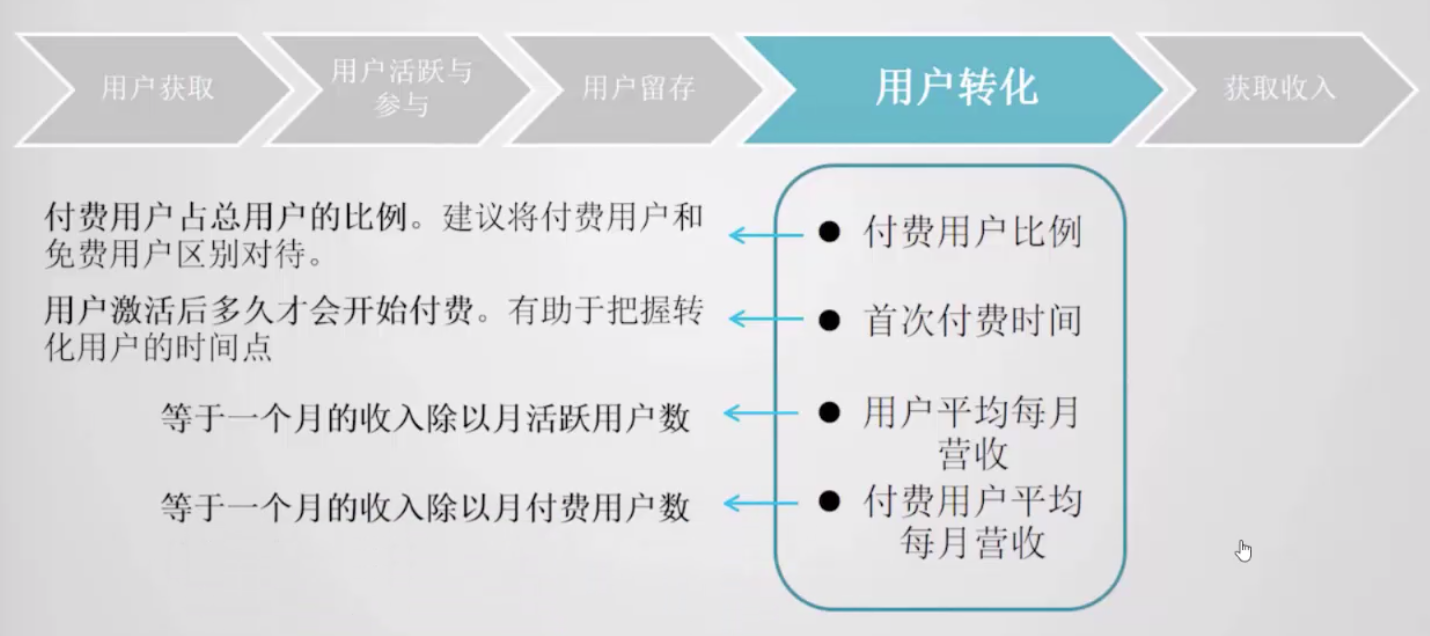 用户获取
用户活跃与
参与
用户留存
用户转化
获取收入
付费用户占总用户的比例。建议将付费用户和
免费用户区别对待。
● 付费用户比例
用户激活后多久才会开始付费。有助于把握转
化用户的时间点
● 首次付费时间
等于一个月的收入除以月活跃用户数
● 用户平均每月
营收
等于一个月的收入除以月付费用户数
● 付费用户平均
每月营收